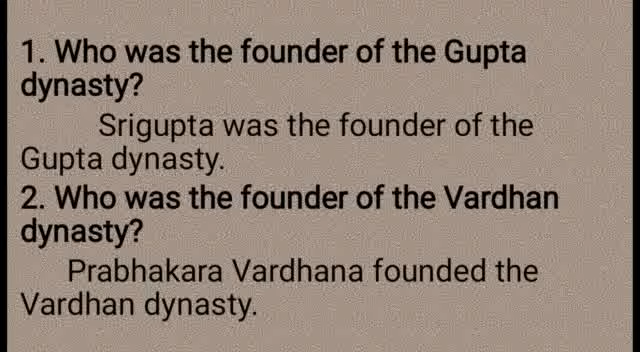 1. Who was the founder of the Gupta
dynasty?
Srigupta was the founder of the
Gupta dynasty.
2. Who was the founder of the Vardhan
dynasty?
Prabhakara Vardhana founded the
Vardhan dynasty.